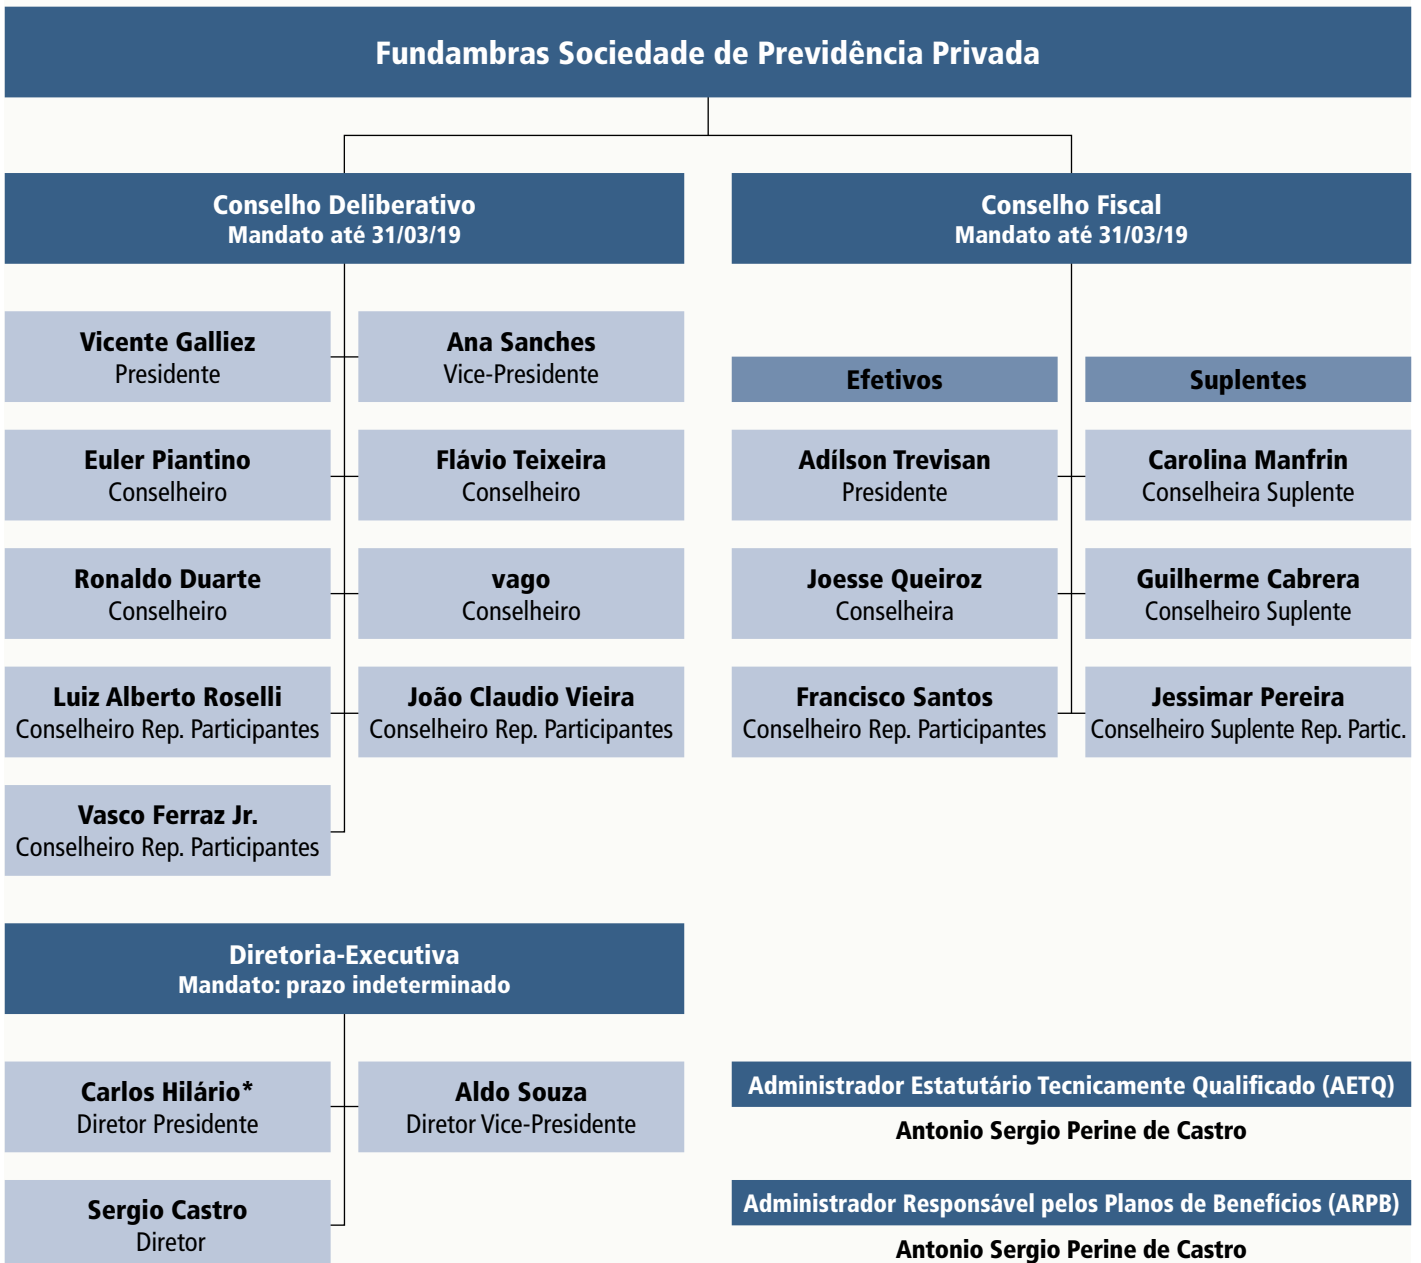 Fundambras Sociedade de Previdência Privada
Conselho Deliberativo
Mandato até 31/03/19
Vicente Galliez
Presidente
Ana Sanches
Vice-Presidente
Euler Piantino
Conselheiro
Flávio Teixeira
Conselheiro
Ronaldo Duarte
Conselheiro
vago
Conselheiro
Luiz Alberto Roselli
Conselheiro Rep. Participantes
João Claudio Vieira
Conselheiro Rep. Participantes
Vasco Ferraz Jr.
Conselheiro Rep. Participantes
Conselho Fiscal
Mandato até 31/03/19
Efetivos
Suplentes
Adílson Trevisan
Presidente
Carolina Manfrin
Conselheira Suplente
Joesse Queiroz
Conselheira
Guilherme Cabrera
Conselheiro Suplente
Francisco Santos
Conselheiro Rep. Participantes
Jessimar Pereira
Conselheiro Suplente Rep. Partic.
Diretoria-Executiva
Mandato: prazo indeterminado
Carlos Hilário*
Diretor Presidente
Aldo Souza
Diretor Vice-Presidente
Sergio Castro
Diretor
Administrador Estatutário Tecnicamente Qualificado (AETQ)
Antonio Sergio Perine de Castro
Administrador Responsável pelos Planos de Benefícios (ARPB)
Antonio Sergio Perine de Castro